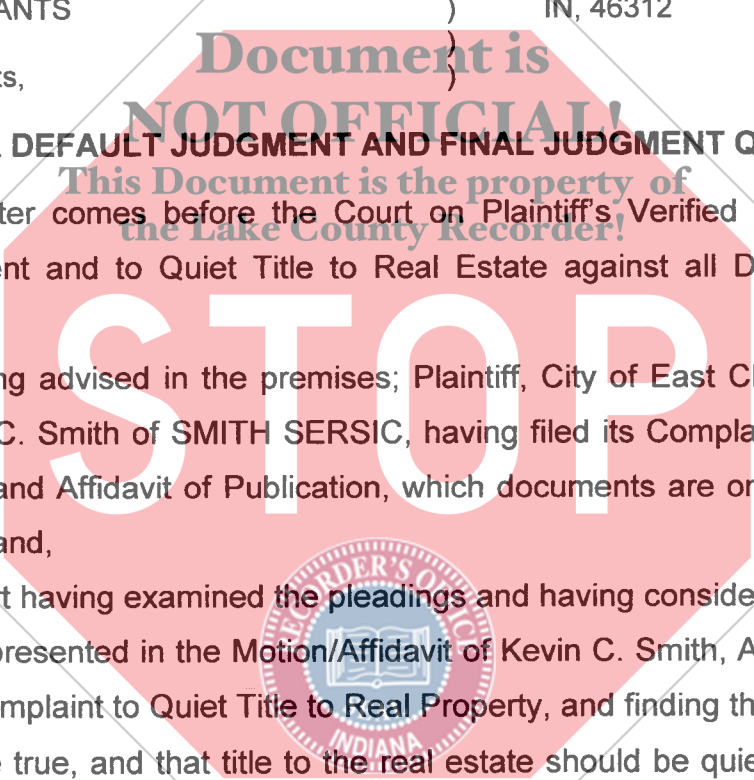 ANTS ) IN, 46312
Document is
)
ts, )
NOT OFFICIAL!
DEFAULT JUDGMENT AND FINAL JUDGMENT Q
This Document is the property of
ter comes before the Court on Plaintiff's Verified
the Lake County Recorder!
ent and to Quiet Title to Real Estate against all D
STOP
ng advised in the premises; Plaintiff, City of East C
C. Smith of SMITH SERSIC, having filed its Compla
and Affidavit of Publication, which documents are or
and,
RECORDER'S OFFICE
t having examined the pleadings and having conside
presented in the Motion/Affidavit of Kevin C. Smith, A
mplaint to Quiet Title to Real Property, and finding th
INDIANA
e true, and that title to the real estate should be quie